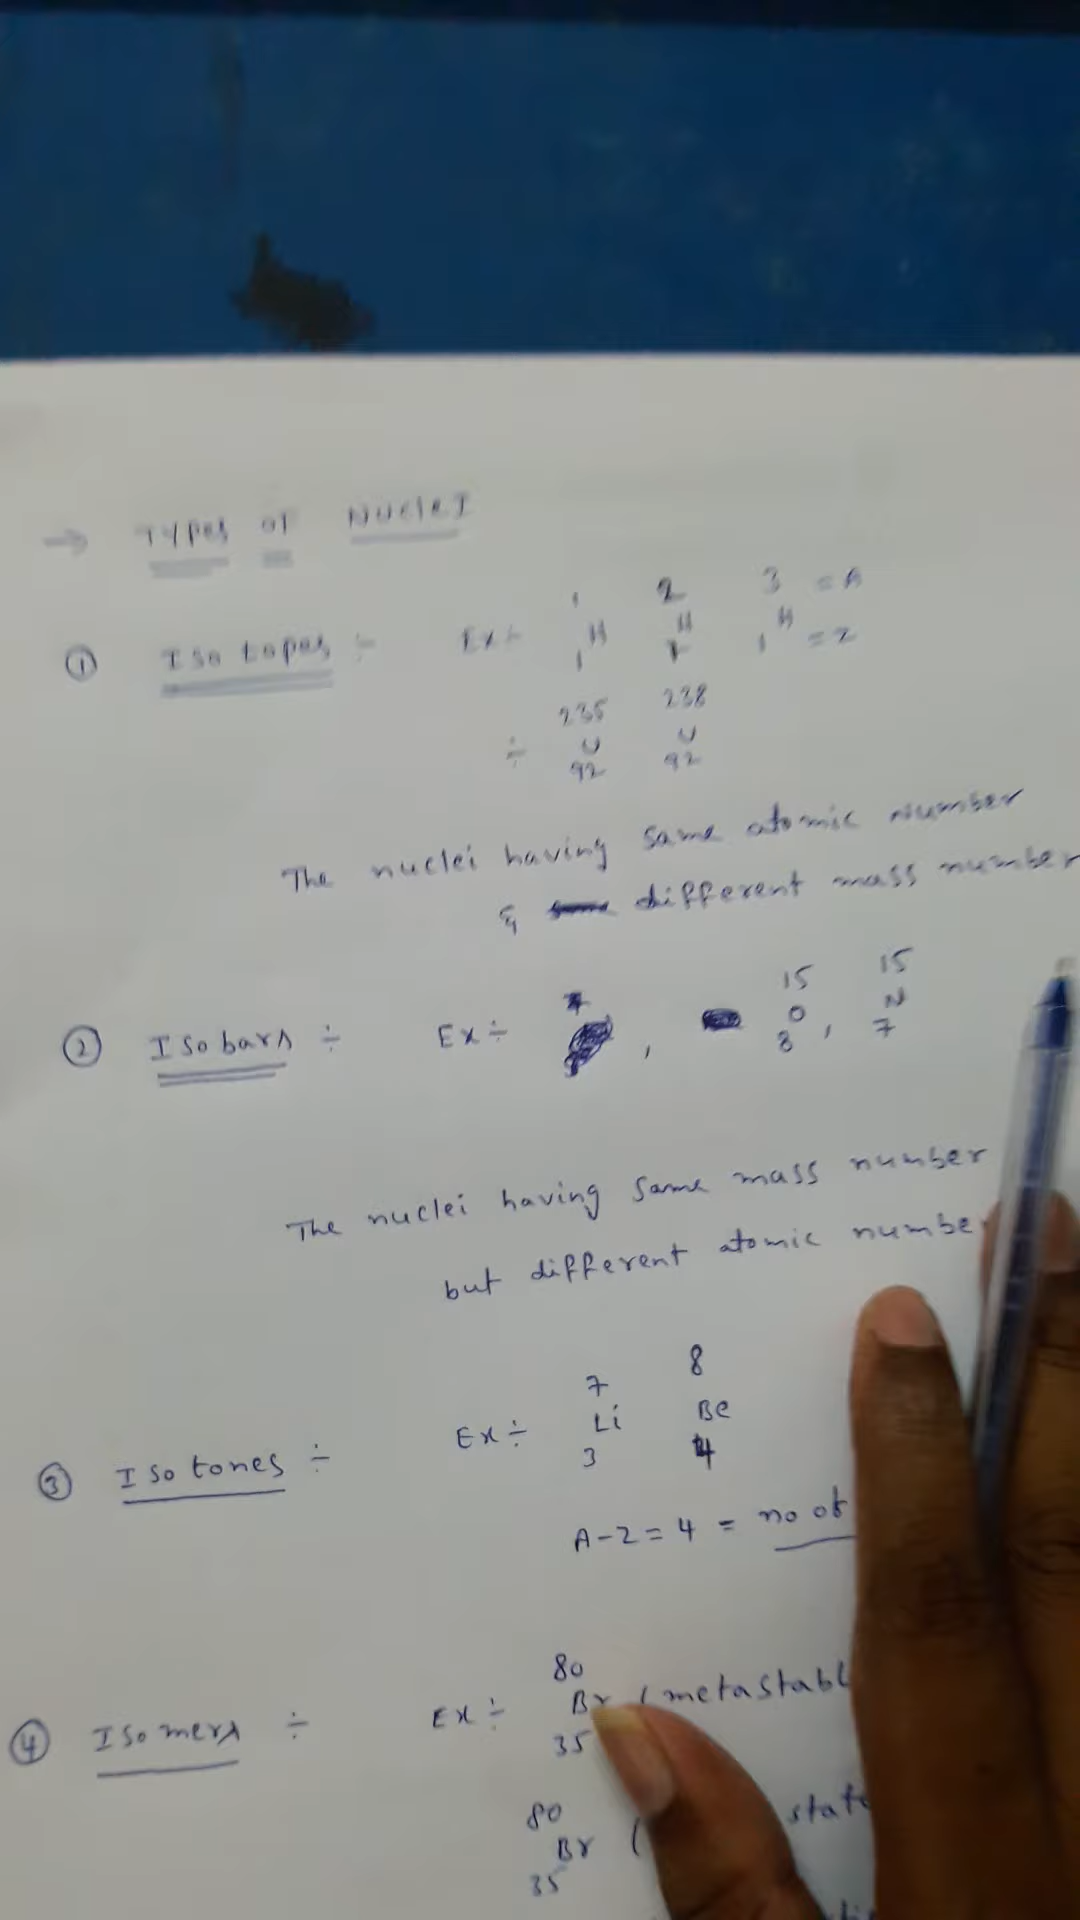 → Types of Nuclei
1 2 3 = A
① Isotopes ÷ Ex ÷ H H H
1 1 1 = Z
235 238
÷ U U
92 92
The nuclei having same atomic number
& different mass number
15 15
② Isobars ÷ Ex ÷ , O , N
8 7
The nuclei having same mass number
but different atomic numbe
7 8
③ Isotones ÷ Ex ÷ Li Be
3 4
A-Z = 4 = no of
80
④ Isomers ÷ Ex ÷ Br (metastabl
35
80
Br ( state
35